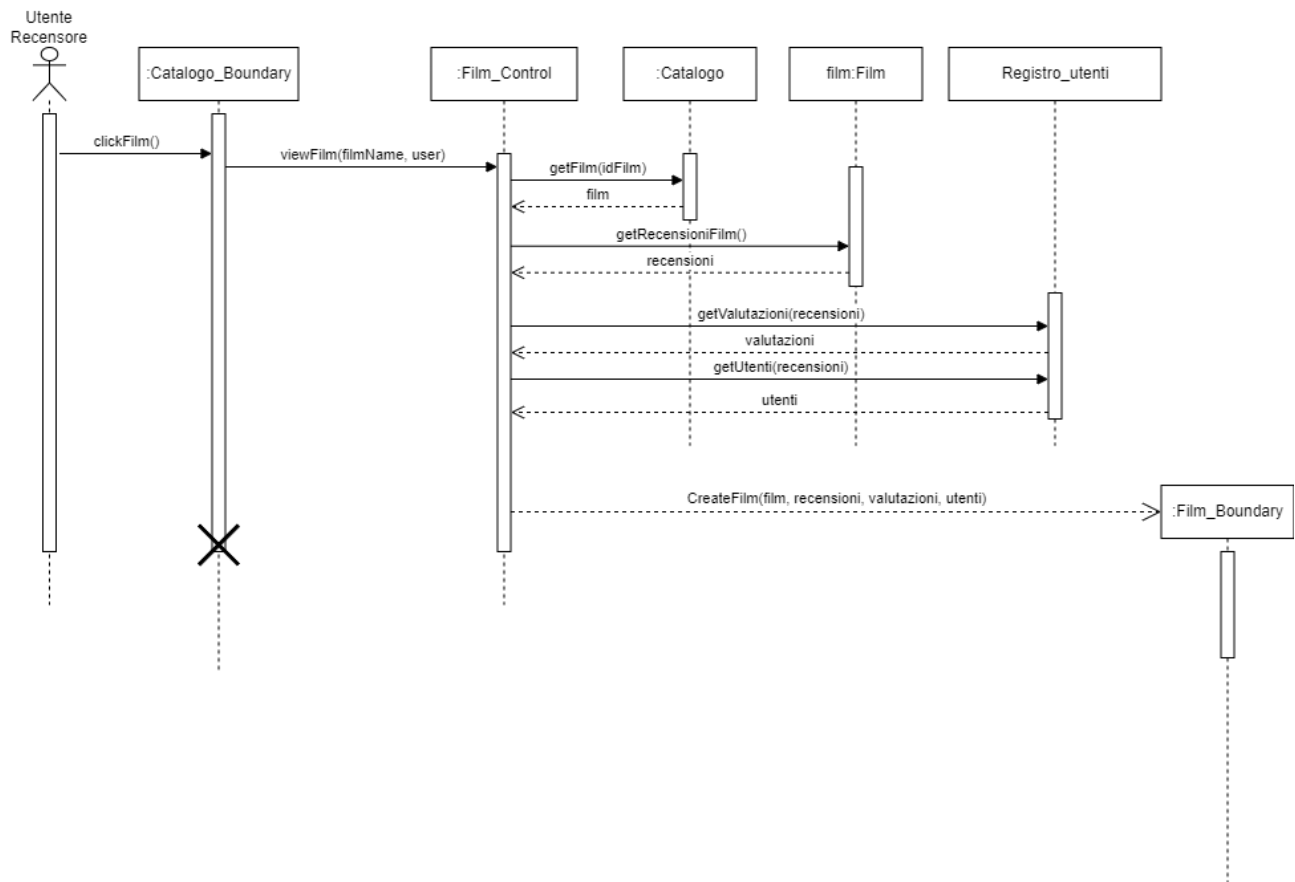 Utente
Recensore
:Catalogo_Boundary
:Film_Control
:Catalogo
film:Film
Registro_utenti
clickFilm()
viewFilm(filmName, user)
getFilm(idFilm)
film
getRecensioniFilm()
recensioni
getValutazioni(recensioni)
valutazioni
getUtenti(recensioni)
utenti
CreateFilm(film, recensioni, valutazioni, utenti)
:Film_Boundary